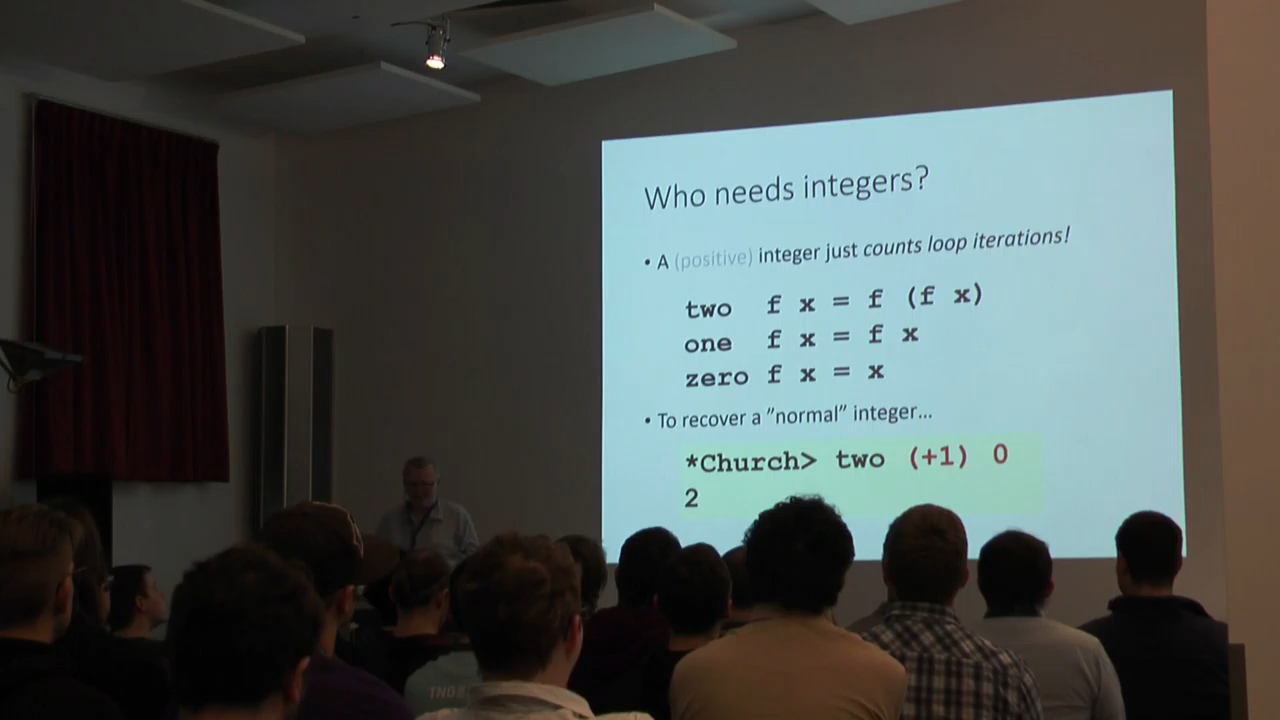 Who needs integers?
• A (positive) integer just counts loop iterations!
two f x = f (f x)
one f x = f x
zero f x = x
• To recover a ”normal” integer...
*Church> two (+1) 0
2